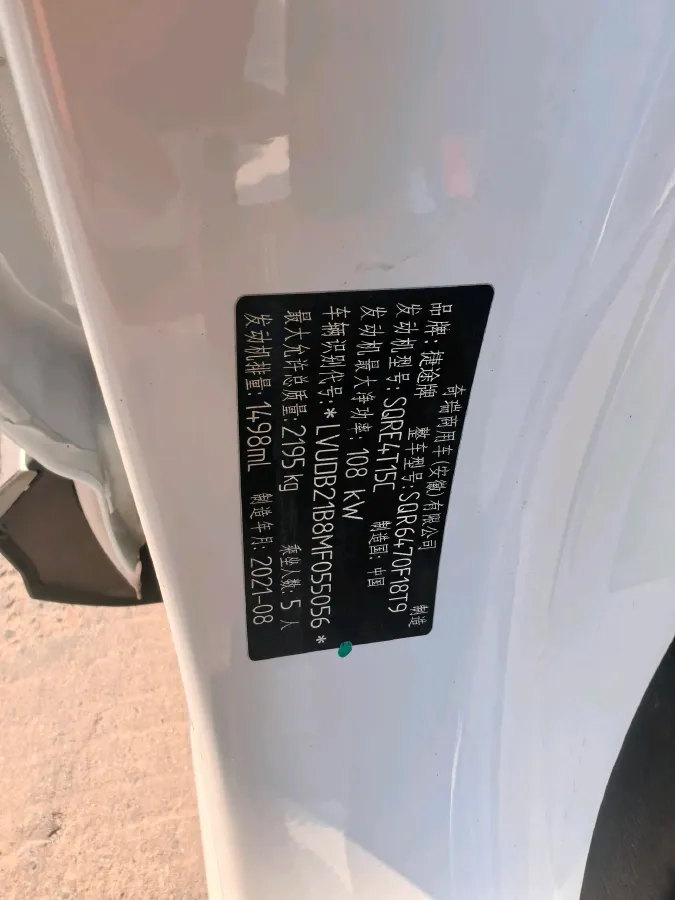 奇瑞商用车(安徽)有限公司 制造
品牌:捷途牌 整车型号:SQR6470F18T9
发动机型号:SQRE4T15C 制造国:中国
发动机最大净功率:108 kW
车辆识别代号:*LVUDB21B8MF055056*
最大允许总质量:2195 kg 乘坐人数:5 人
发动机排量:1498mL 制造年月:2021-08